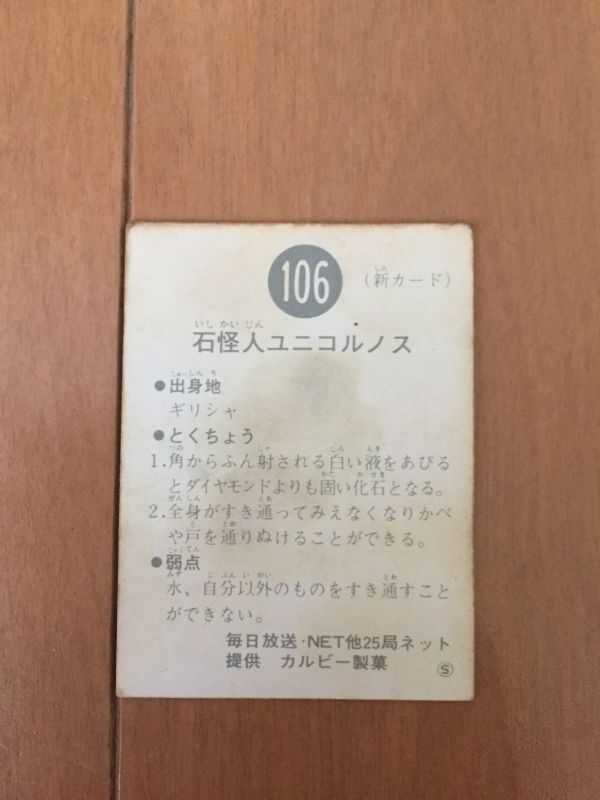 106
(新カード)
石怪人ユニコルノス
●出身地
ギリシャ
●とくちょう
1.角からふん射される白い液をあびる
とダイヤモンドよりも固い化石となる。
2.全身がすき通ってみえなくなりかべ
や戸を通りぬけることができる。
●弱点
水、自分以外のものをすき通すこと
ができない。
毎日放送・NET他25局ネット
提供 カルビー製菓
Ⓢ